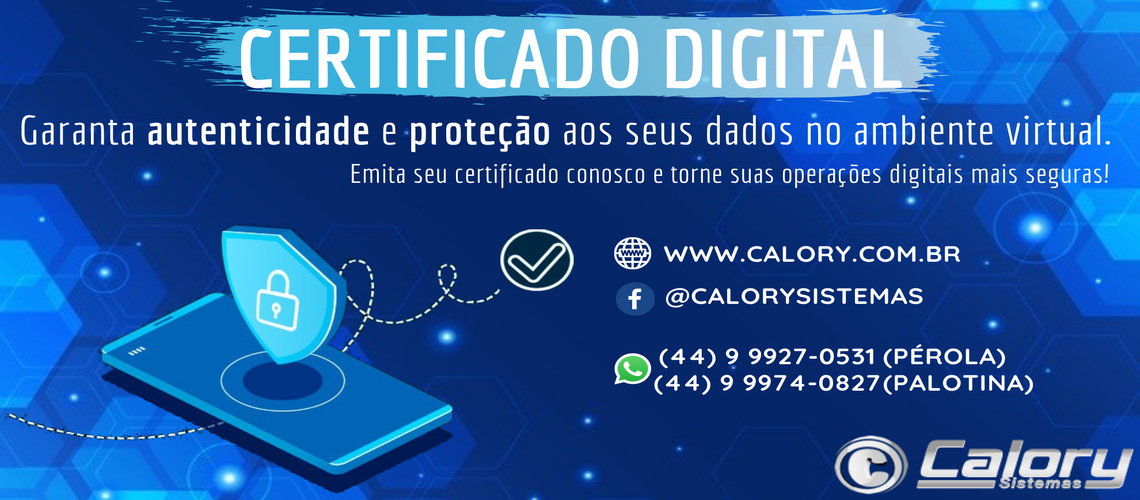 CERTIFICADO DIGITAL
Garanta autenticidade e proteção aos seus dados no ambiente virtual.
Emita seu certificado conosco e torne suas operações digitais mais seguras!
WWW.CALORY.COM.BR
@CALORYSISTEMAS
(44) 9 9927-0531 (PÉROLA)
(44) 9 9974-0827(PALOTINA)
C Calory
Sistemas